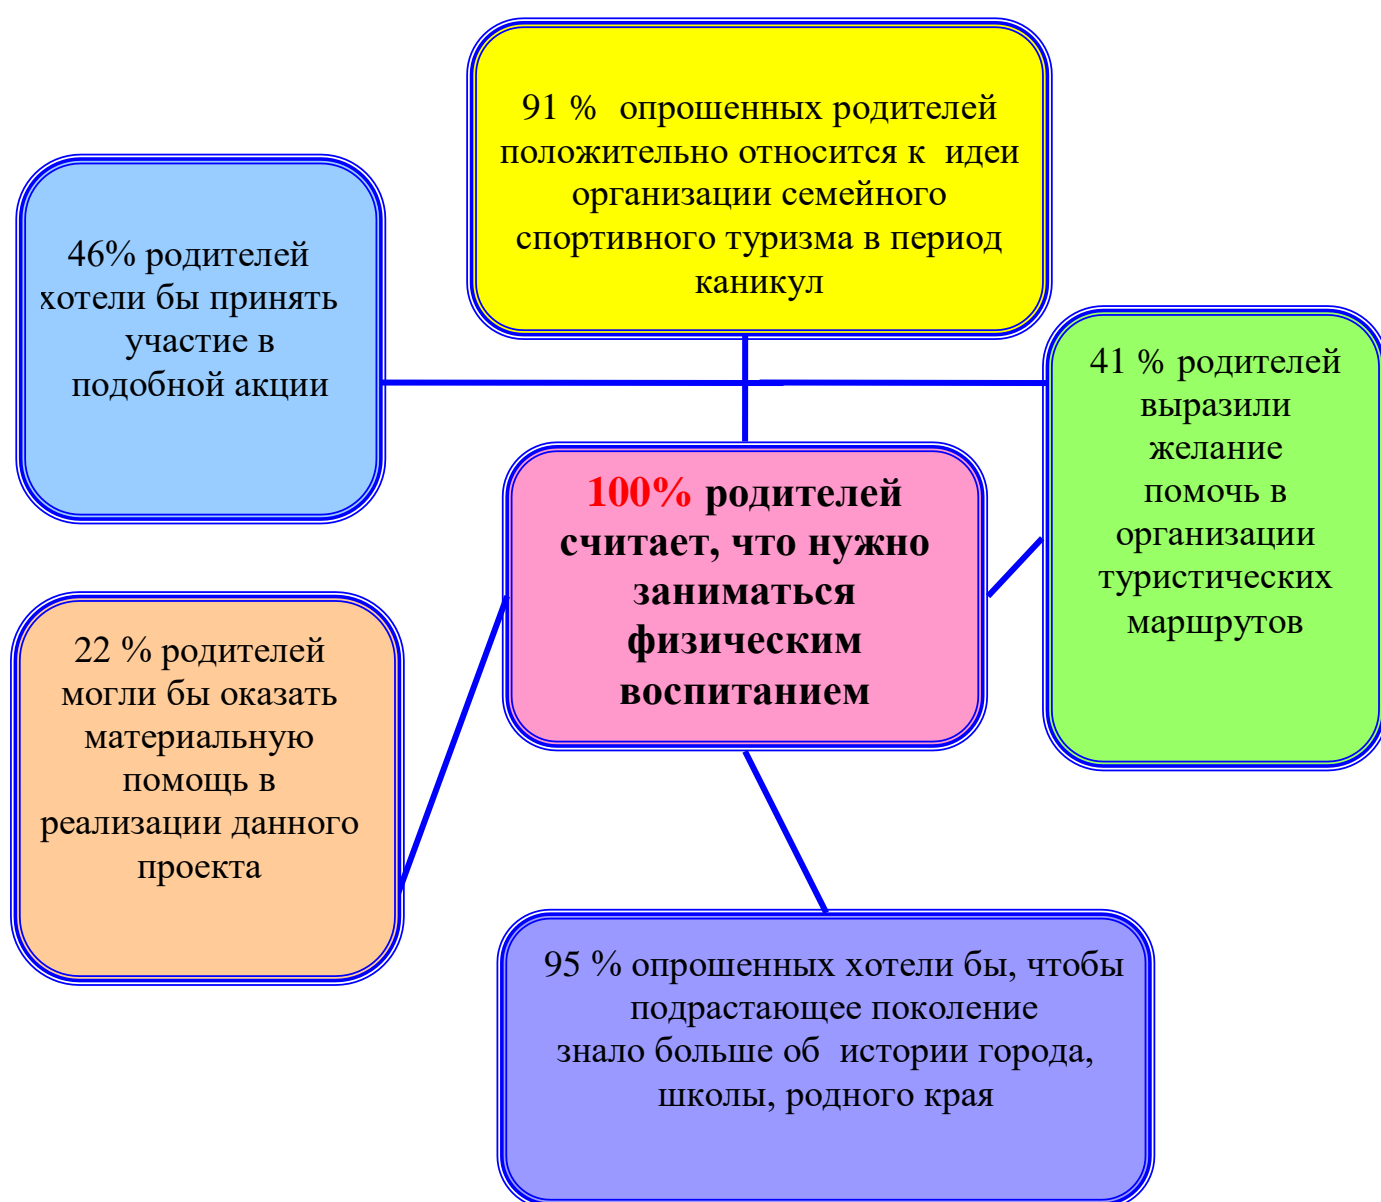 91 % опрошенных родителей
положительно относится к идеи
организации семейного
спортивного туризма в период
каникул
46% родителей
хотели бы принять
участие в
подобной акции
41 % родителей
выразили
желание
помочь в
организации
туристических
маршрутов
100% родителей
считает, что нужно
заниматься
физическим
воспитанием
22 % родителей
могли бы оказать
материальную
помощь в
реализации данного
проекта
95 % опрошенных хотели бы, чтобы
подрастающее поколение
знало больше об истории города,
школы, родного края